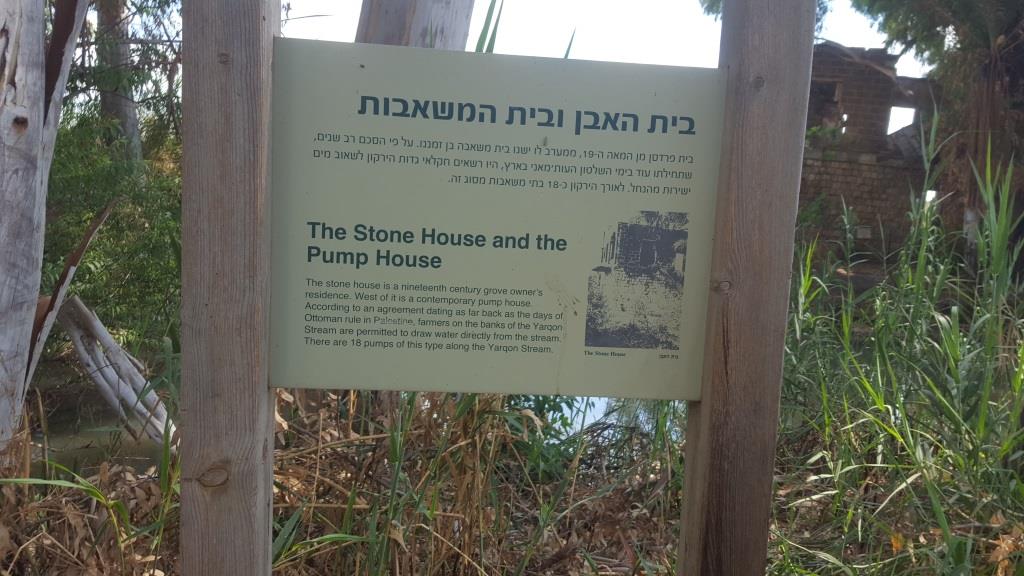 בית האבן ובית המשאבות
בית פרדסן מן המאה ה-19, ממערב לו ישנו בית משאבה בן זמננו. על פי הסכם רב שנים,
שתחילתו עוד בימי השלטון העות'מאני בארץ, היו רשאים חקלאי גדות הירקון לשאוב מים
ישירות מהנחל. לאורך הירקון כ-18 בתי משאבות מסוג זה.
The Stone House and the
Pump House
The stone house is a nineteenth century grove owner's
residence. West of it is a contemporary pump house.
According to an agreement dating as far back as the days of
Ottoman rule in Palestine, farmers on the banks of the Yarqon
Stream are permitted to draw water directly from the stream.
There are 18 pumps of this type along the Yarqon Stream.
The Stone House
בית האבן